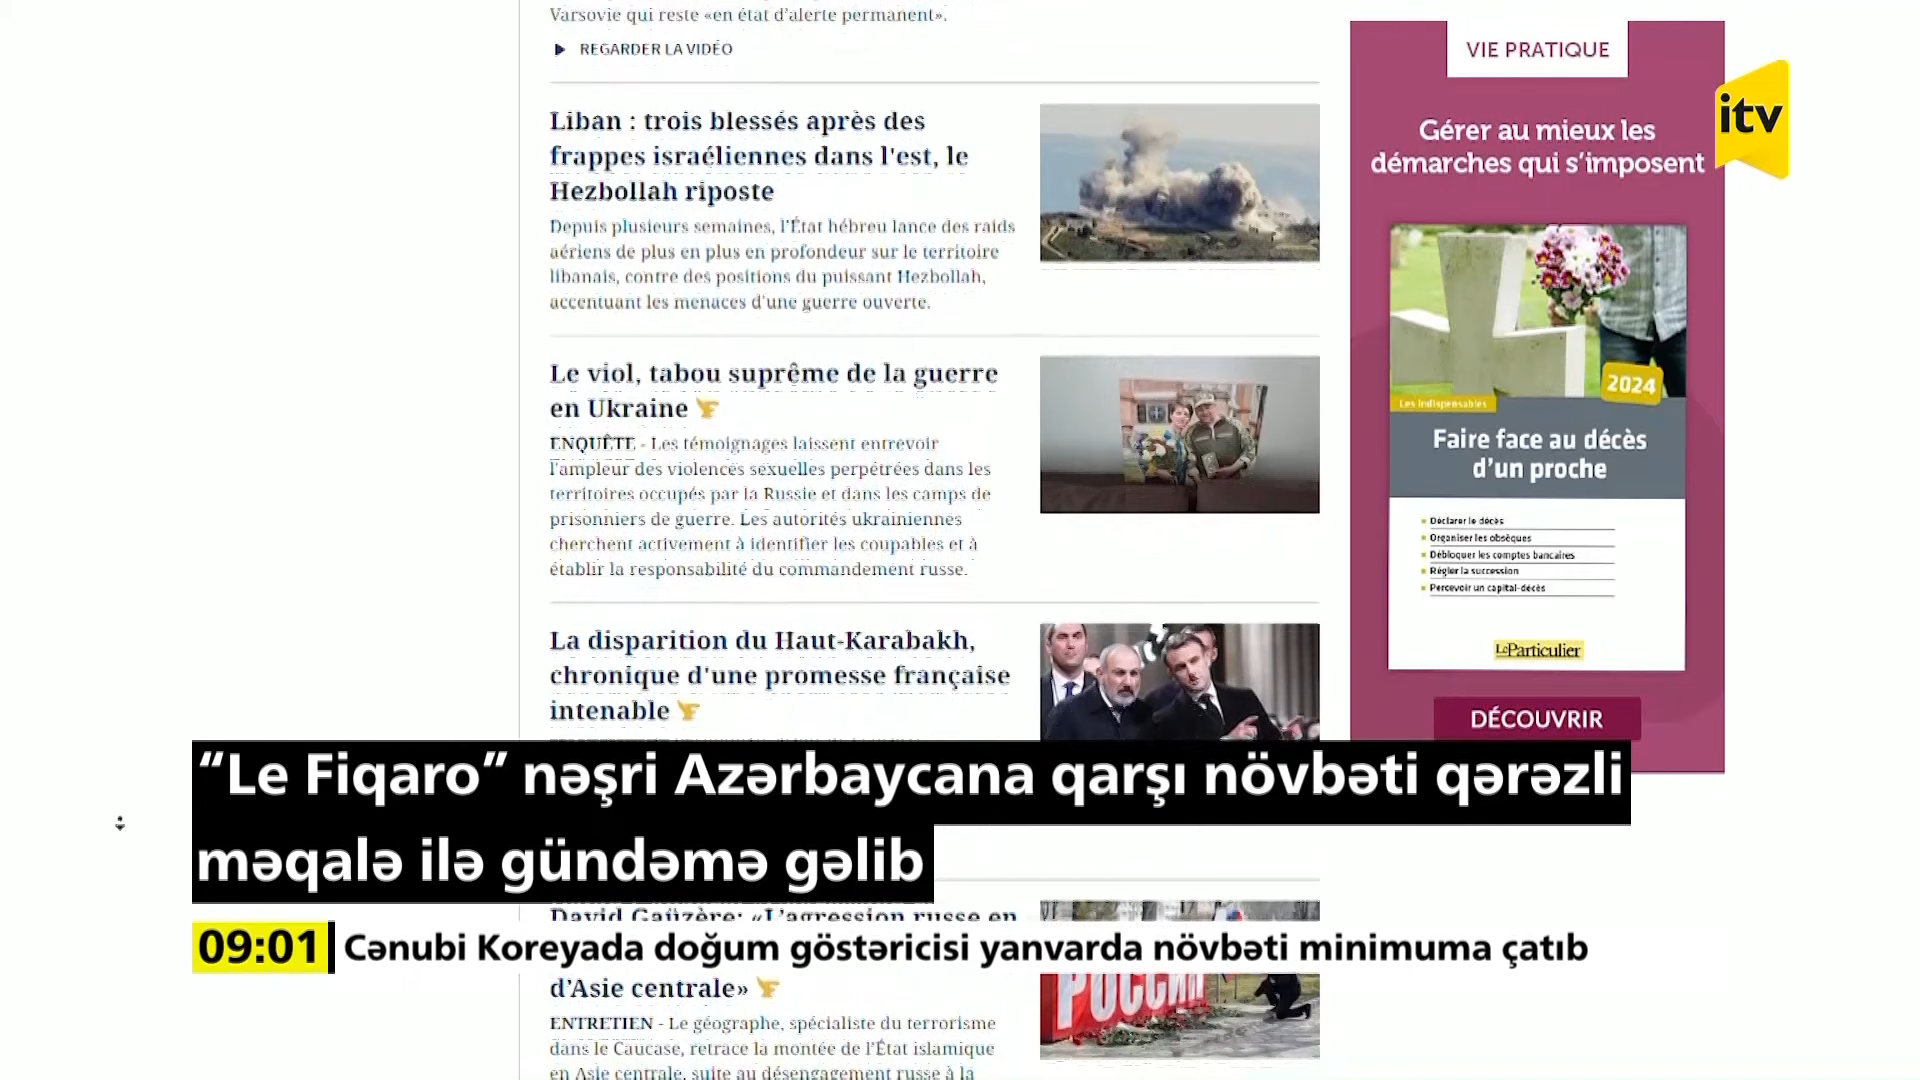 Varsovie qui reste «en état d'alerte permanent».
REGARDER LA VIDÉO
Liban : trois blessés après des
frappes israéliennes dans l'est, le
Hezbollah riposte
Depuis plusieurs semaines, l'État hébreu lance des raids
aériens de plus en plus en profondeur sur le territoire
libanais, contre des positions du puissant Hezbollah,
accentuant les menaces d'une guerre ouverte.
Le viol, tabou suprême de la guerre
en Ukraine
ENQUÊTE - Les témoignages laissent entrevoir
l'ampleur des violences sexuelles perpétrées dans les
territoires occupés par la Russie et dans les camps de
prisonniers de guerre. Les autorités ukrainiennes
cherchent activement à identifier les coupables et à
établir la responsabilité du commandement russe.
La disparition du Haut-Karabakh,
chronique d'une promesse française
intenable
David Gaüzère: «L'agression russe en
d'Asie centrale»
ENTRETIEN - Le géographe, spécialiste du terrorisme
dans le Caucase, retrace la montée de l'État islamique
en Asie centrale, suite au désengagement russe à la
РОССИЯ
VIE PRATIQUE
itv
Gérer au mieux les
démarches qui s'imposent
2024
Les indispensables
Faire face au décès
d'un proche
Déclarer le décès
Organiser les obsèques
Débloquer les comptes bancaires
Régler la succession
Percevoir un capital-décès
Le Particulier
DÉCOUVRIR
“Le Fiqaro” nəşri Azərbaycana qarşı növbəti qərəzli
məqalə ilə gündəmə gəlib
09:01 Cənubi Koreyada doğum göstəricisi yanvarda növbəti minimuma çatıb